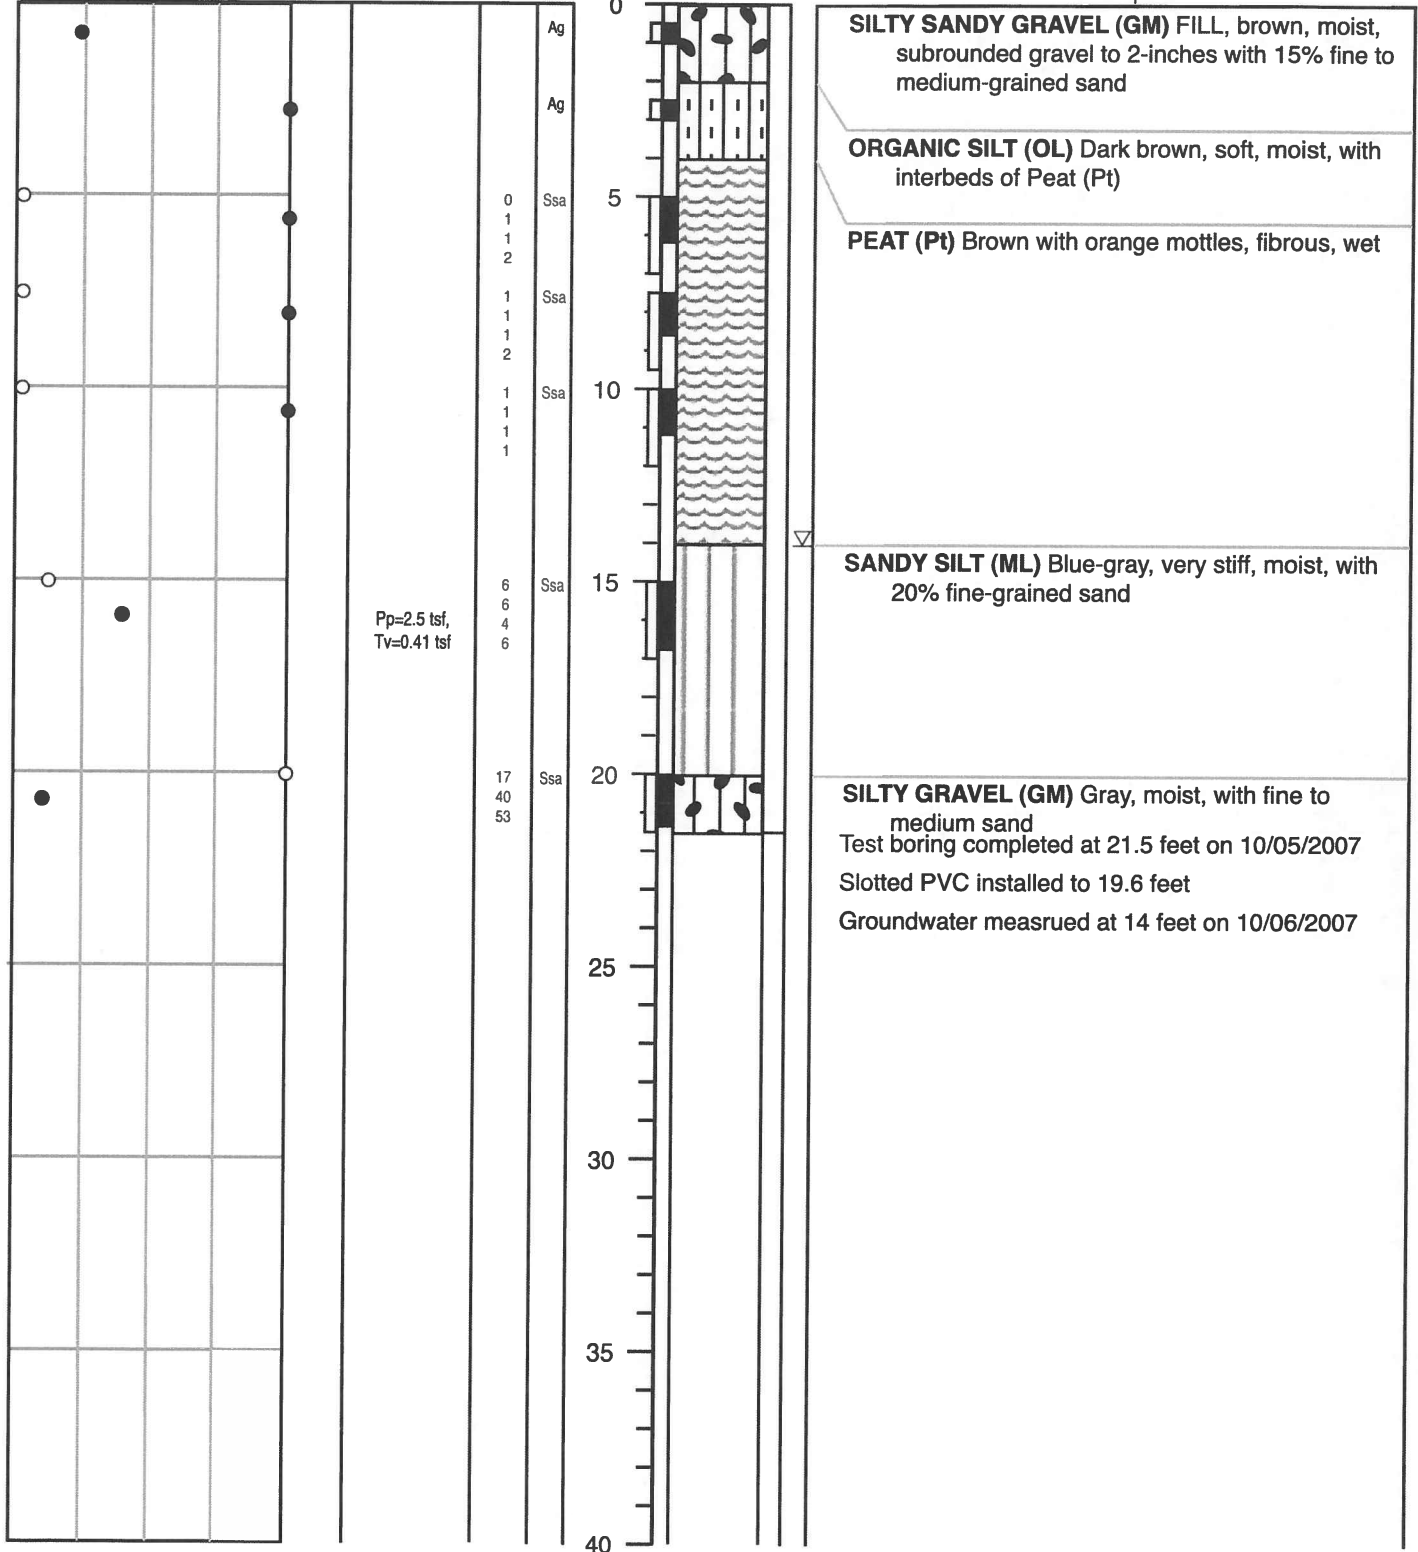 0
Ag
SILTY SANDY GRAVEL (GM) FILL, brown, moist,
subrounded gravel to 2-inches with 15% fine to
medium-grained sand
Ag
ORGANIC SILT (OL) Dark brown, soft, moist, with
interbeds of Peat (Pt)
5
0 Ssa
1
1
2
PEAT (Pt) Brown with orange mottles, fibrous, wet
1 Ssa
1
1
2
10
1 Ssa
1
1
1
SANDY SILT (ML) Blue-gray, very stiff, moist, with
20% fine-grained sand
15
6 Ssa
6
4
6
Pp=2.5 tsf,
Tv=0.41 tsf
20
17 Ssa
40
53
SILTY GRAVEL (GM) Gray, moist, with fine to
medium sand
Test boring completed at 21.5 feet on 10/05/2007
Slotted PVC installed to 19.6 feet
Groundwater measrued at 14 feet on 10/06/2007
25
30
35
40